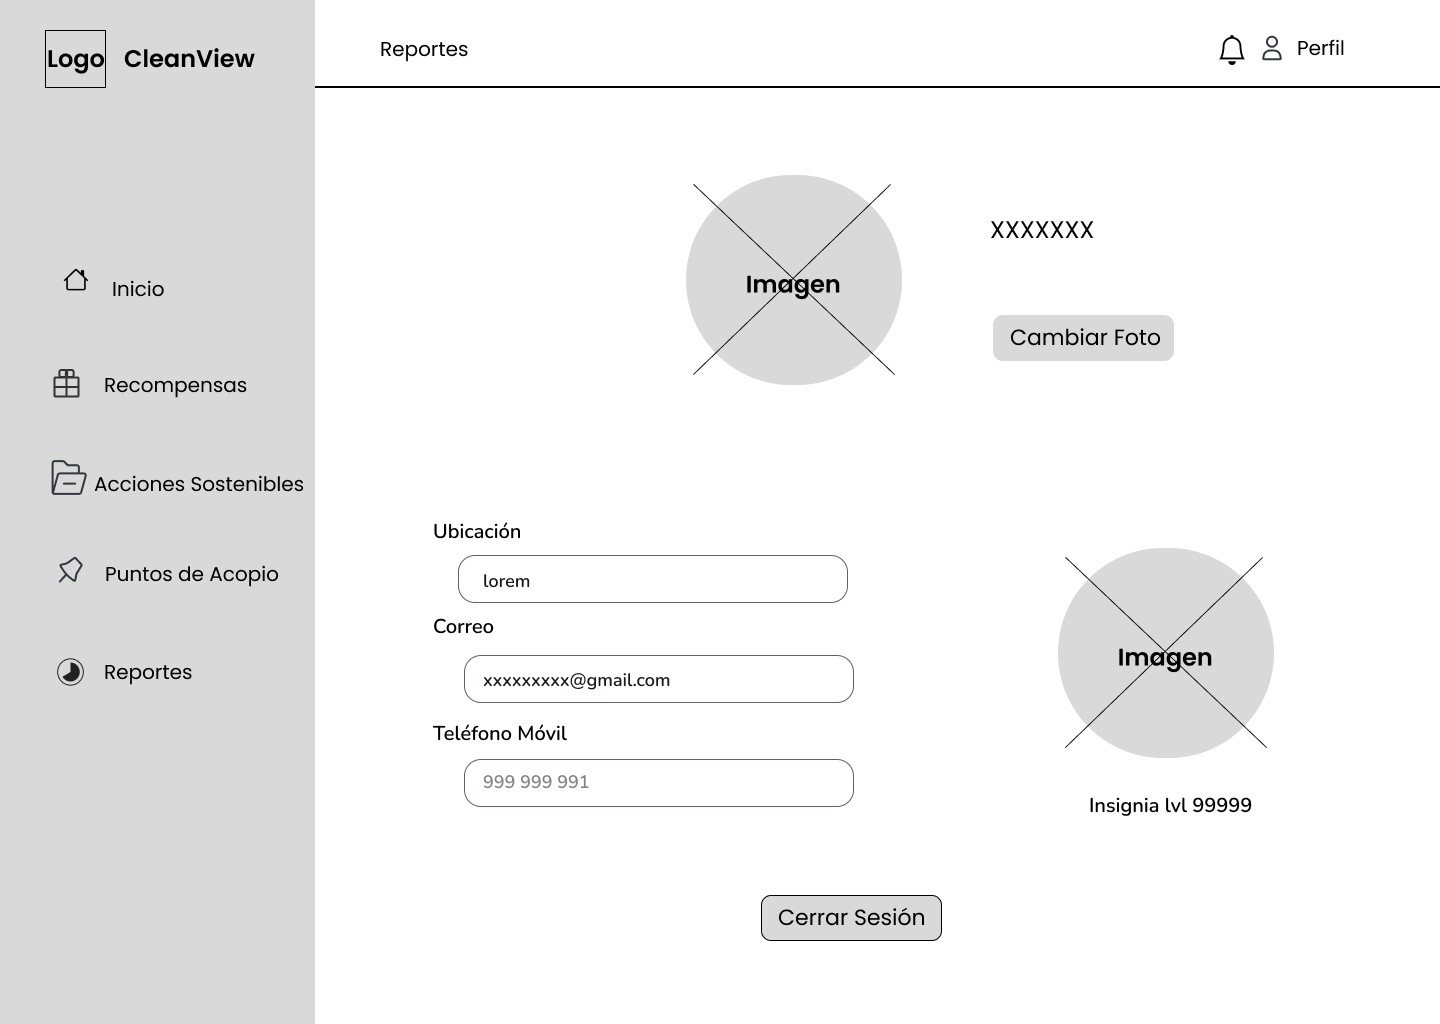 Logo CleanView
Reportes
Perfil
Inicio
Recompensas
Acciones Sostenibles
Puntos de Acopio
Reportes
Imagen
XXXXXXX
Cambiar Foto
Ubicación
lorem
Correo
xxxxxxxxx@gmail.com
Teléfono Móvil
999 999 991
Imagen
Insignia lvl 99999
Cerrar Sesión